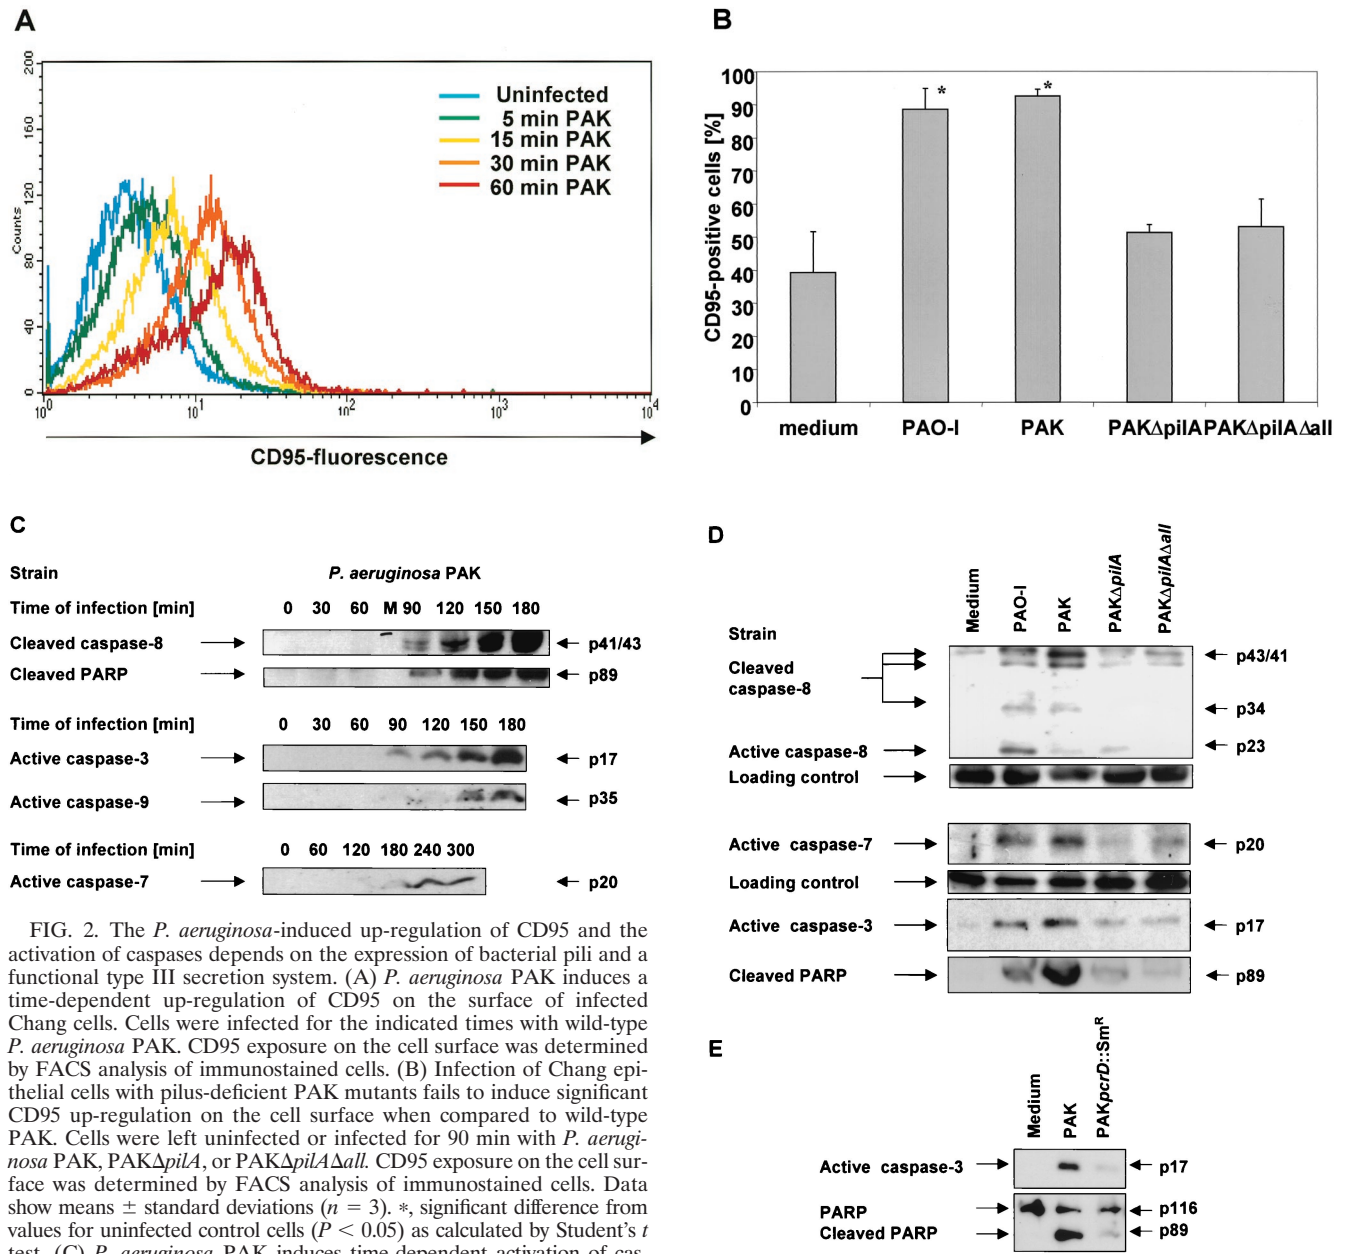 A
200
160
120
80
40
0
Counts
Uninfected
5 min PAK
15 min PAK
30 min PAK
60 min PAK
10⁰ 10¹ 10² 10³ 10⁴
CD95-fluorescence
B
CD95-positive cells [%]
100
90
80
70
60
50
40
30
20
10
0
* *
medium PAO-I PAK PAKΔpilA PAKΔpilAΔall
C
Strain P. aeruginosa PAK
Time of infection [min] 0 30 60 M 90 120 150 180
Cleaved caspase-8 p41/43
Cleaved PARP p89
Time of infection [min] 0 30 60 90 120 150 180
Active caspase-3 p17
Active caspase-9 p35
Time of infection [min] 0 60 120 180 240 300
Active caspase-7 p20
FIG. 2. The P. aeruginosa-induced up-regulation of CD95 and the
activation of caspases depends on the expression of bacterial pili and a
functional type III secretion system. (A) P. aeruginosa PAK induces a
time-dependent up-regulation of CD95 on the surface of infected
Chang cells. Cells were infected for the indicated times with wild-type
P. aeruginosa PAK. CD95 exposure on the cell surface was determined
by FACS analysis of immunostained cells. (B) Infection of Chang epi-
thelial cells with pilus-deficient PAK mutants fails to induce significant
CD95 up-regulation on the cell surface when compared to wild-type
PAK. Cells were left uninfected or infected for 90 min with P. aerugi-
nosa PAK, PAKΔpilA, or PAKΔpilAΔall. CD95 exposure on the cell sur-
face was determined by FACS analysis of immunostained cells. Data
show means ± standard deviations (n = 3). *, significant difference from
values for uninfected control cells (P < 0.05) as calculated by Student's t
test. (C) P. aeruginosa PAK induces time-dependent activation of cas-
D
Strain Medium PAO-I PAK PAKΔpilA PAKΔpilAΔall
Cleaved
caspase-8
p43/41
p34
Active caspase-8 p23
Loading control
Active caspase-7 p20
Loading control
Active caspase-3 p17
Cleaved PARP p89
E
Medium PAK PAKpcrD::Smᴿ
Active caspase-3 p17
PARP p116
Cleaved PARP p89